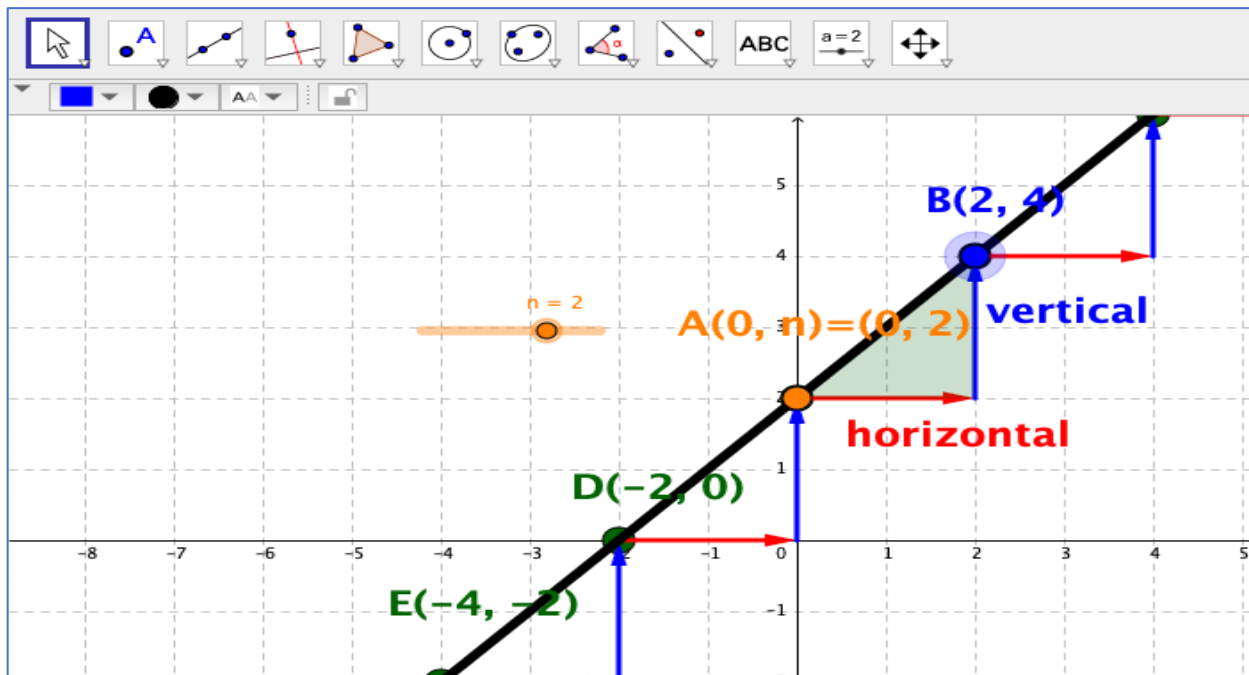 A
α
ABC
a = 2
AA
5
B(2, 4)
4
n = 2
vertical
3
A(0, n)=(0, 2)
2
horizontal
1
D(−2, 0)
-8 -7 -6 -5 -4 -3 -2 -1 0 1 2 3 4 5
E(−4, −2)
-1